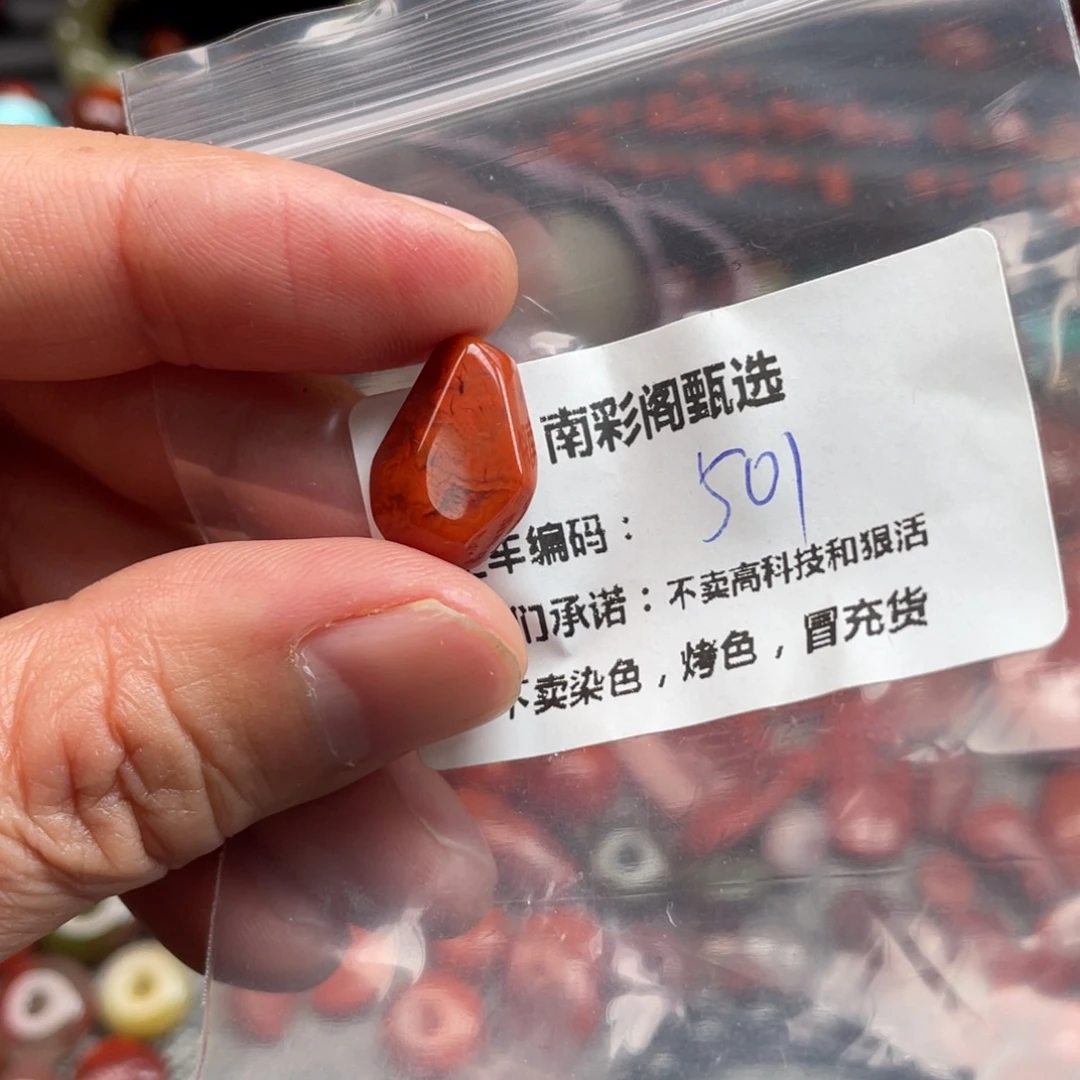 南彩阁甄选
车编码： 501
们承诺：不卖高科技和狠活
不卖染色，烤色，冒充货